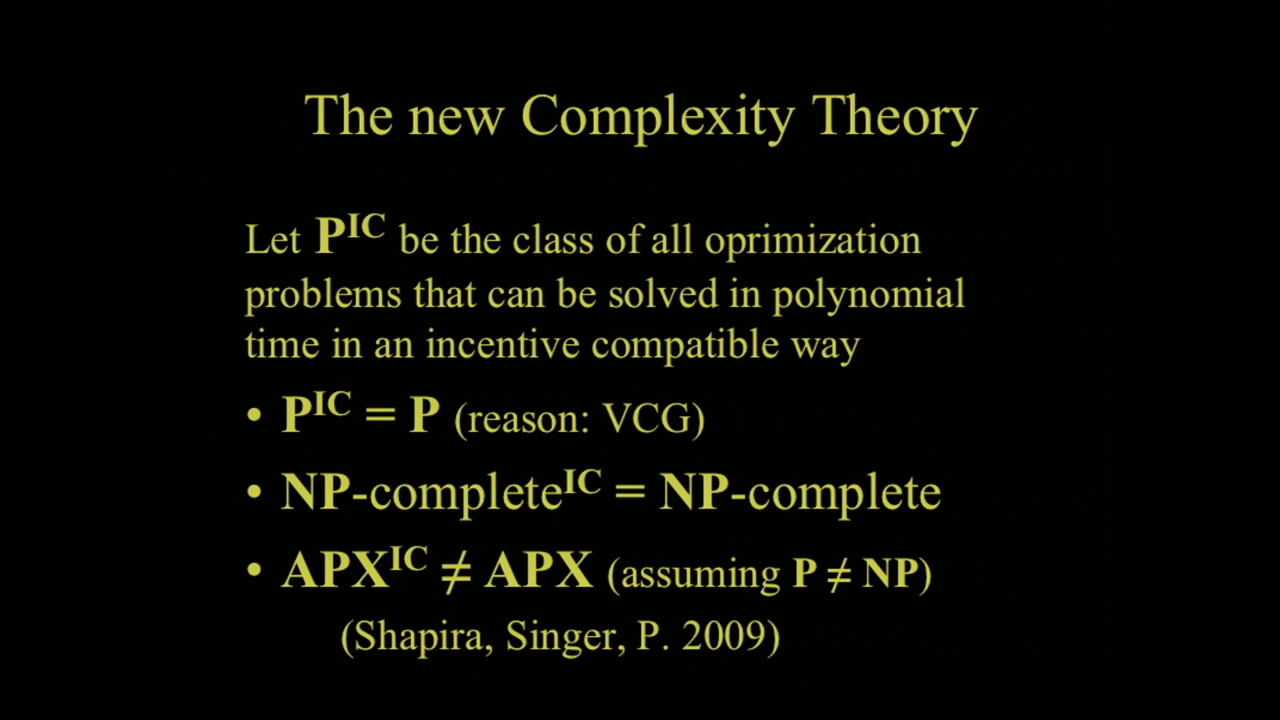 The new Complexity Theory
Let P^IC be the class of all oprimization
problems that can be solved in polynomial
time in an incentive compatible way
• P^IC = P (reason: VCG)
• NP-complete^IC = NP-complete
• APX^IC ≠ APX (assuming P ≠ NP)
(Shapira, Singer, P. 2009)